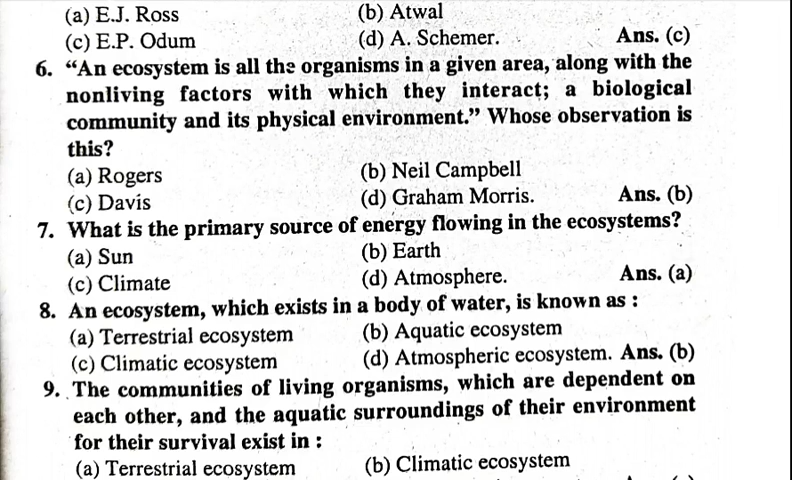 (a) E.J. Ross (b) Atwal
(c) E.P. Odum (d) A. Schemer. Ans. (c)
6. “An ecosystem is all the organisms in a given area, along with the
nonliving factors with which they interact; a biological
community and its physical environment.” Whose observation is
this?
(a) Rogers (b) Neil Campbell
(c) Davis (d) Graham Morris. Ans. (b)
7. What is the primary source of energy flowing in the ecosystems?
(a) Sun (b) Earth
(c) Climate (d) Atmosphere. Ans. (a)
8. An ecosystem, which exists in a body of water, is known as :
(a) Terrestrial ecosystem (b) Aquatic ecosystem
(c) Climatic ecosystem (d) Atmospheric ecosystem. Ans. (b)
9. The communities of living organisms, which are dependent on
each other, and the aquatic surroundings of their environment
for their survival exist in :
(a) Terrestrial ecosystem (b) Climatic ecosystem